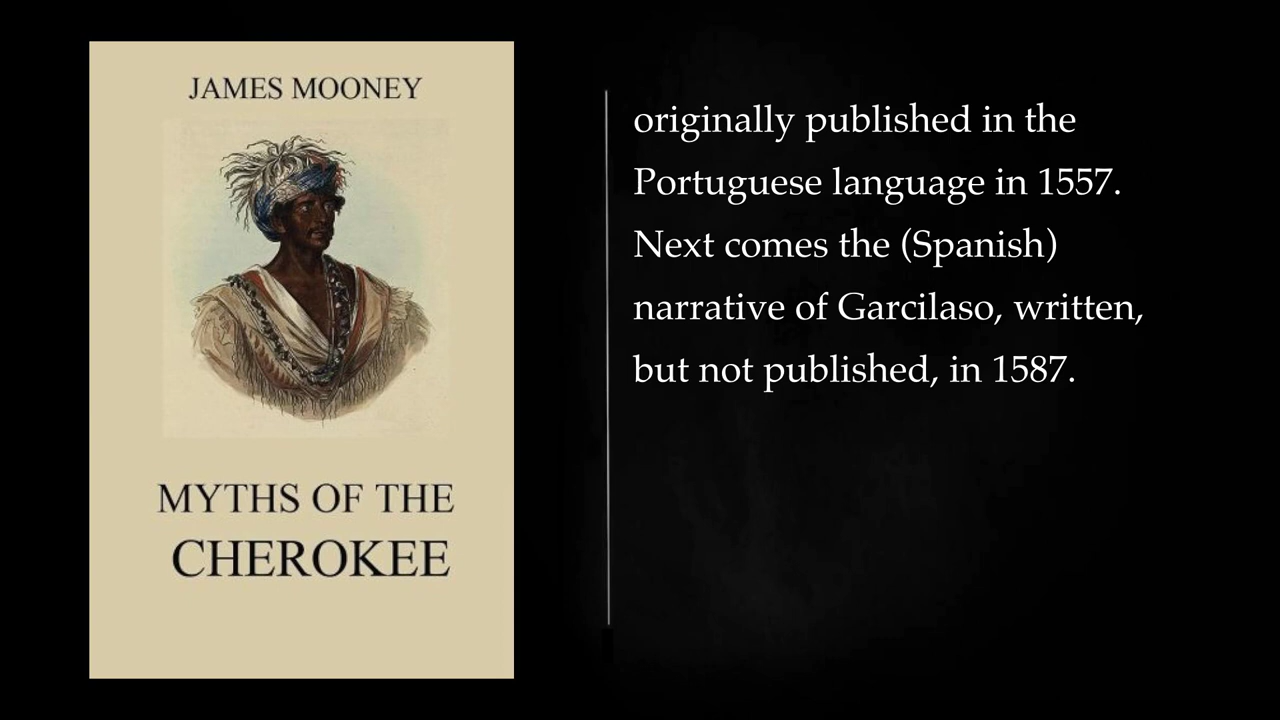 JAMES MOONEY
MYTHS OF THE
CHEROKEE
originally published in the
Portuguese language in 1557.
Next comes the (Spanish)
narrative of Garcilaso, written,
but not published, in 1587.